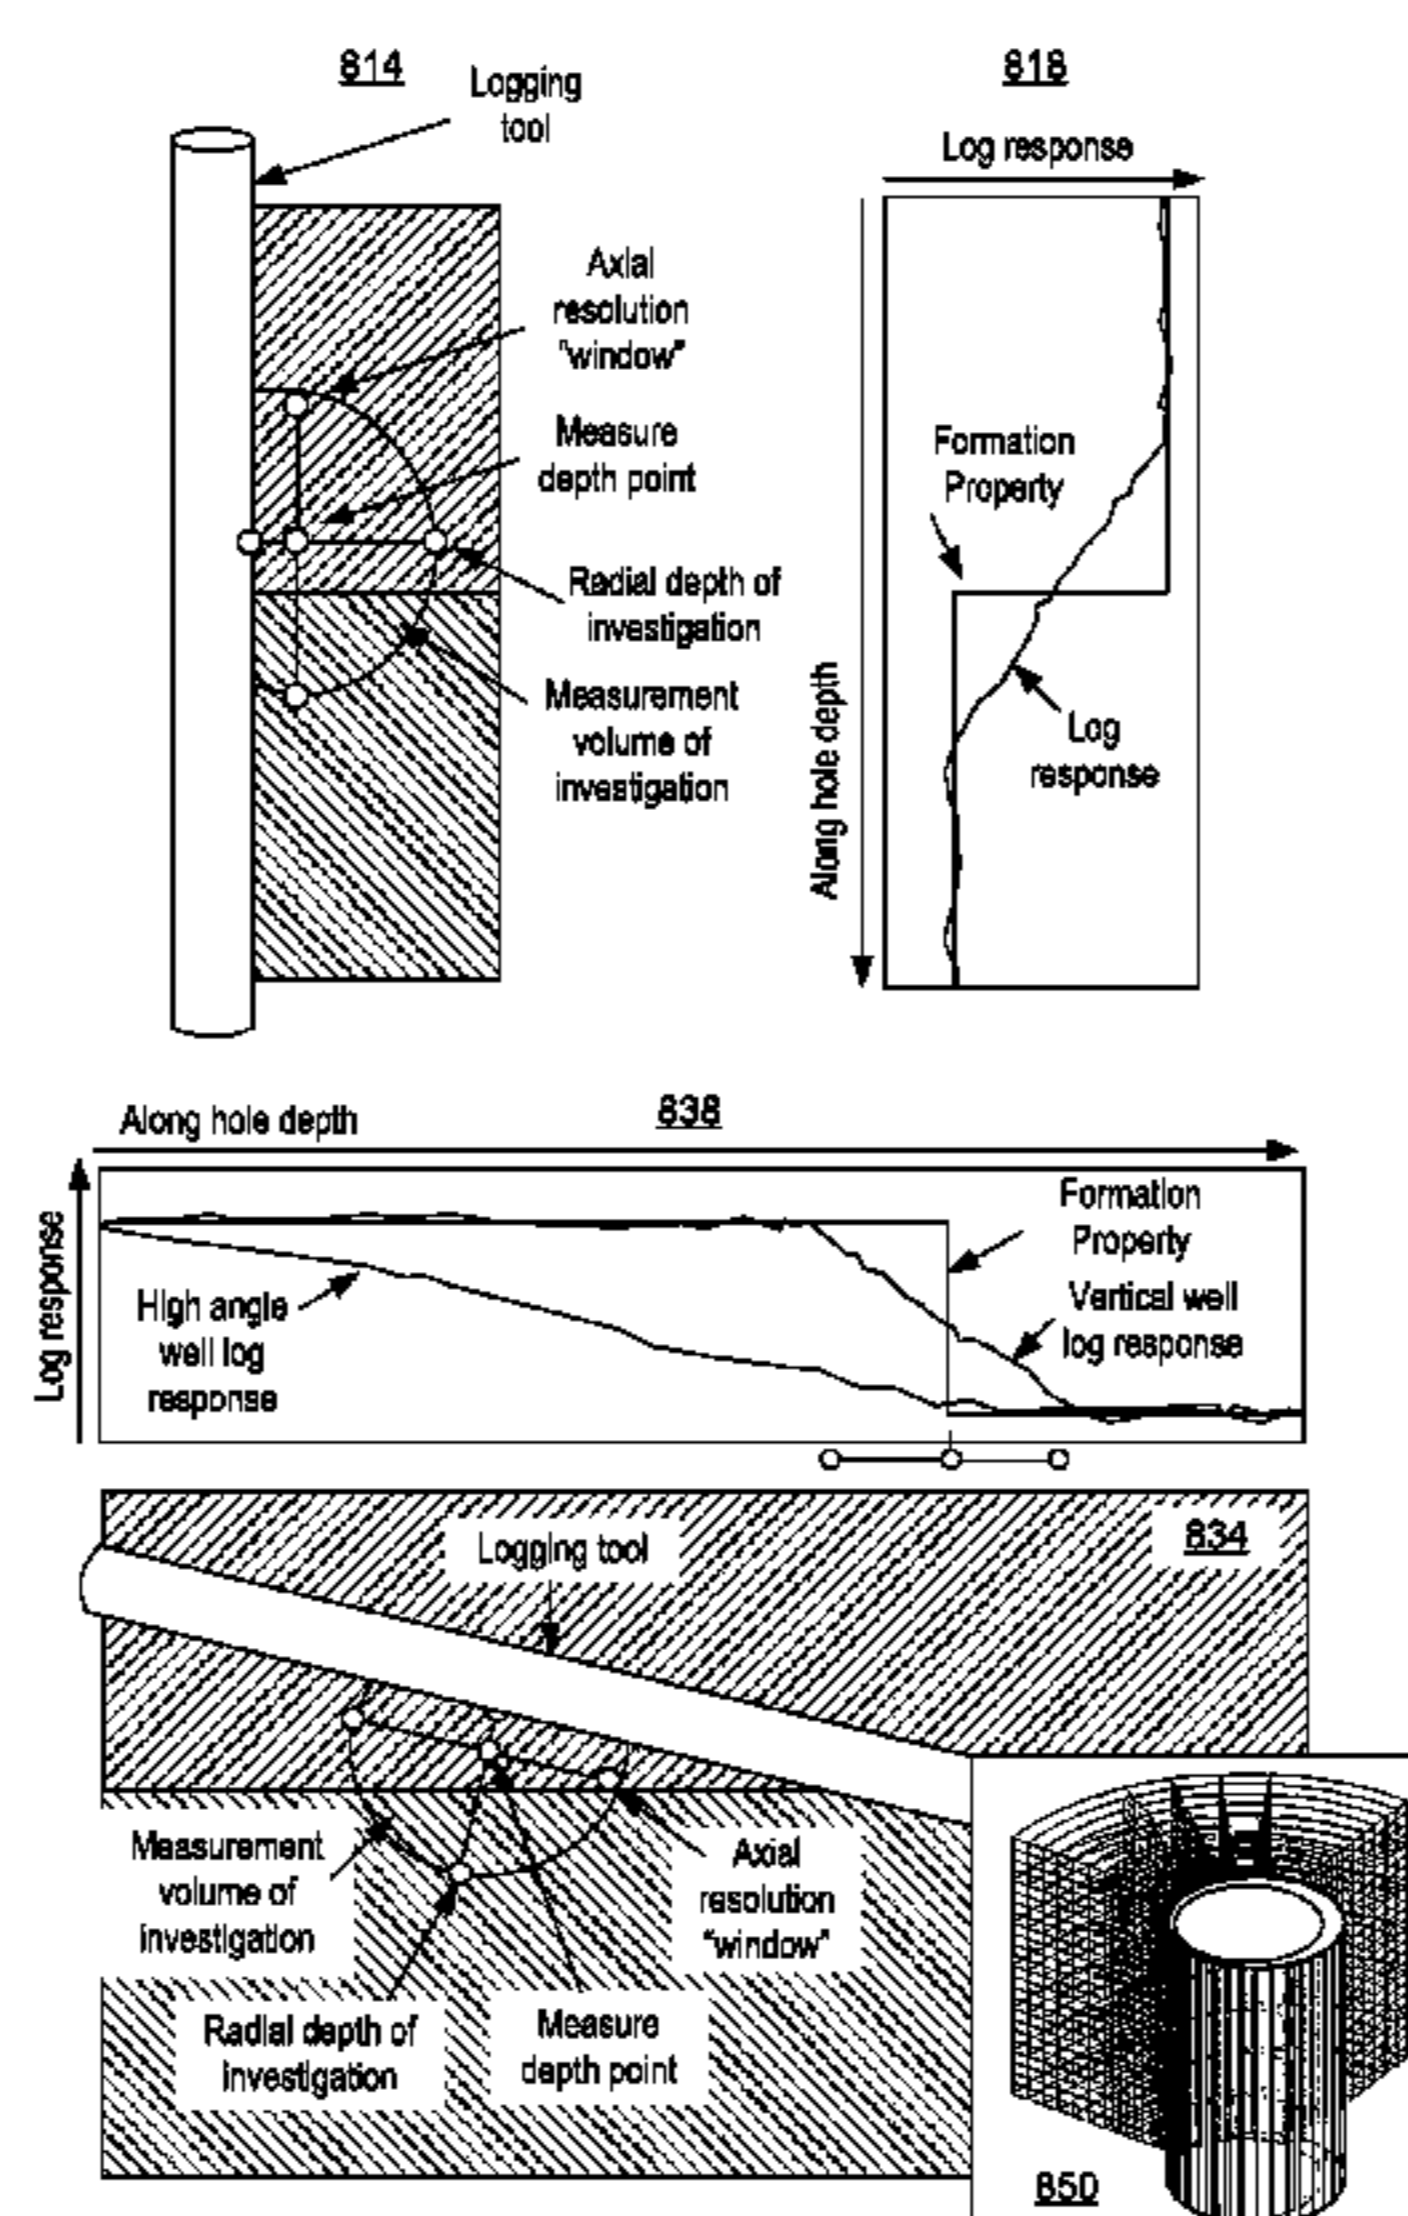 814
Logging
tool
Axial
resolution
"window"
Measure
depth point
Radial depth of
investigation
Measurement
volume of
investigation
818
Log response
Formation
Property
Log
response
Along hole depth
838
Along hole depth
Log response
Formation
Property
Vertical well
log response
High angle
well log
response
834
Logging tool
Measurement
volume of
investigation
Axial
resolution
"window"
Radial depth of
investigation
Measure
depth point
850